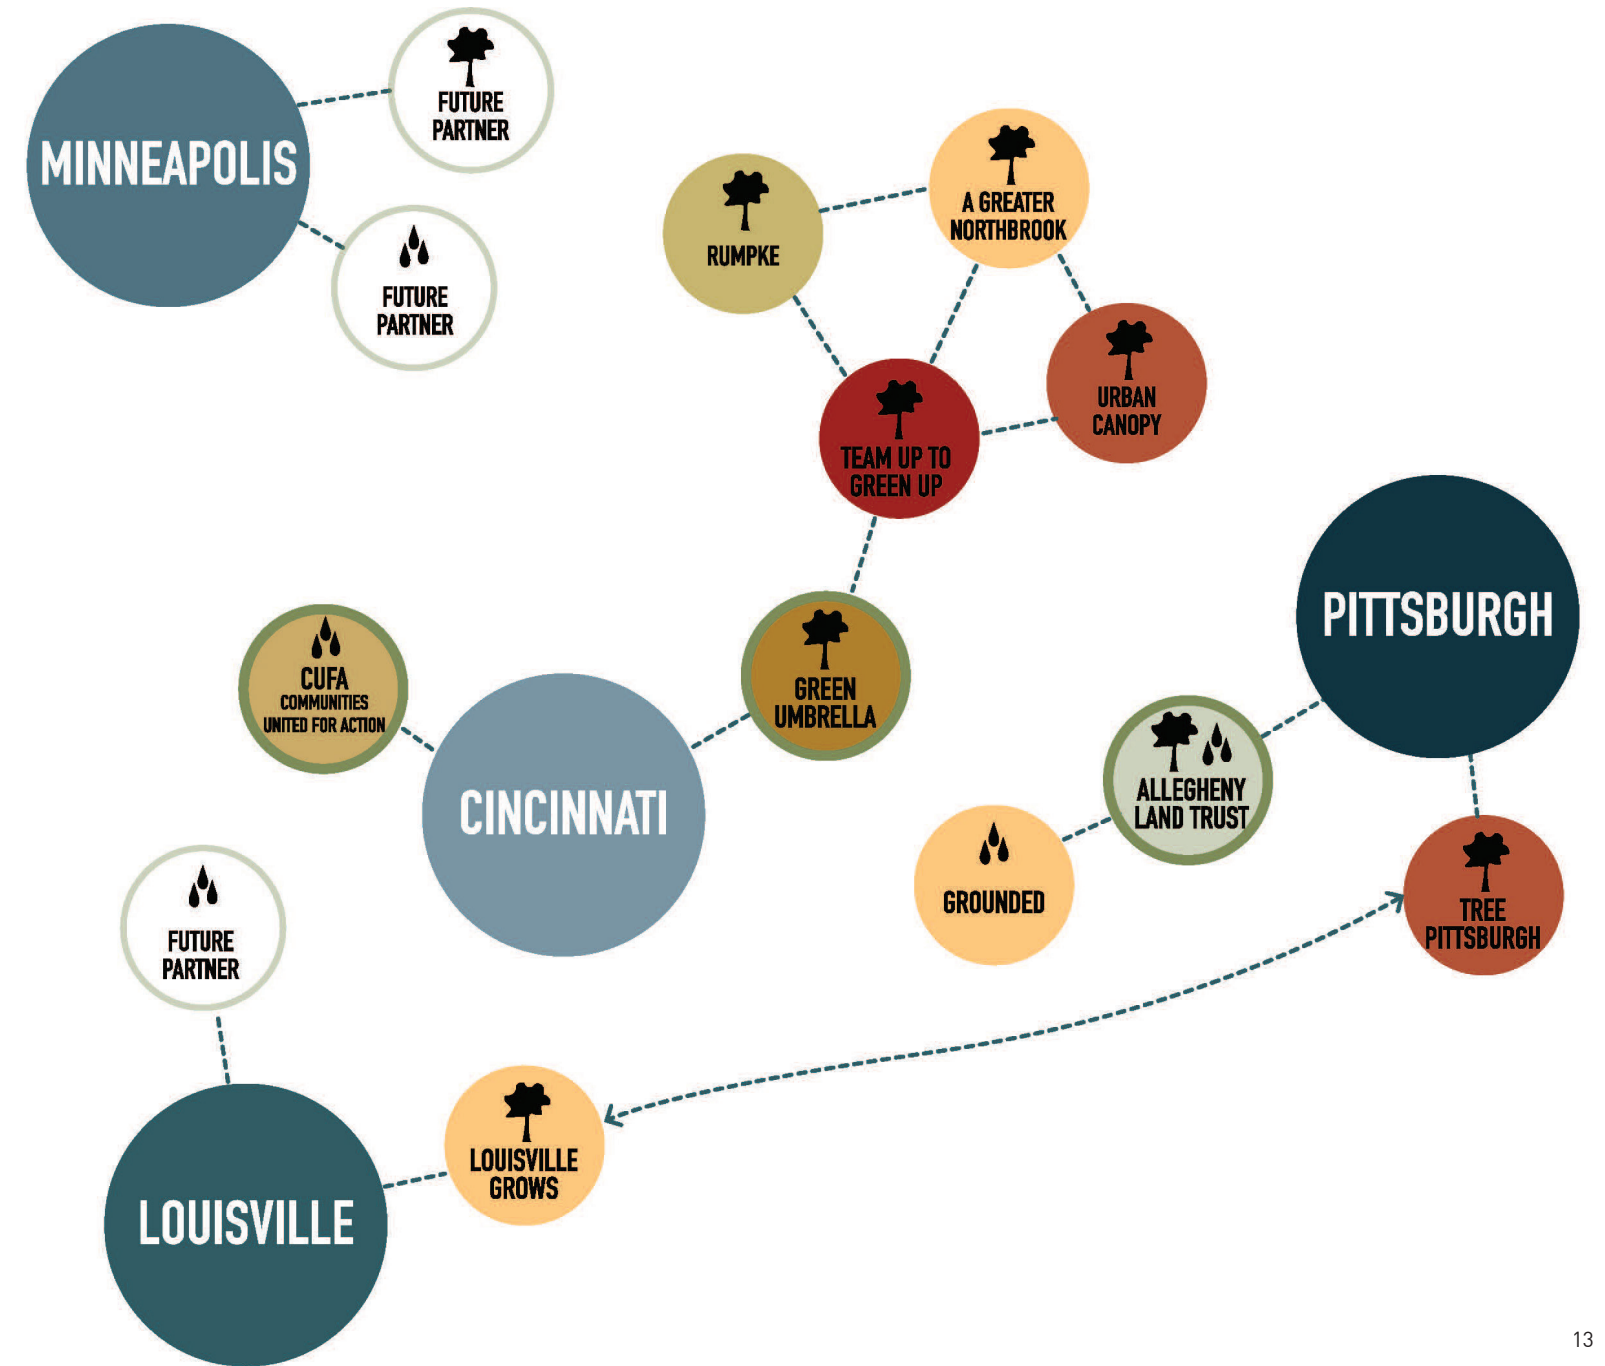 FUTURE
PARTNER
MINNEAPOLIS
FUTURE
PARTNER
A GREATER
NORTHBROOK
RUMPKE
URBAN
CANOPY
TEAM UP TO
GREEN UP
PITTSBURGH
CUFA
COMMUNITIES
UNITED FOR ACTION
GREEN
UMBRELLA
CINCINNATI
ALLEGHENY
LAND TRUST
GROUNDED
TREE
PITTSBURGH
FUTURE
PARTNER
LOUISVILLE
GROWS
LOUISVILLE
13